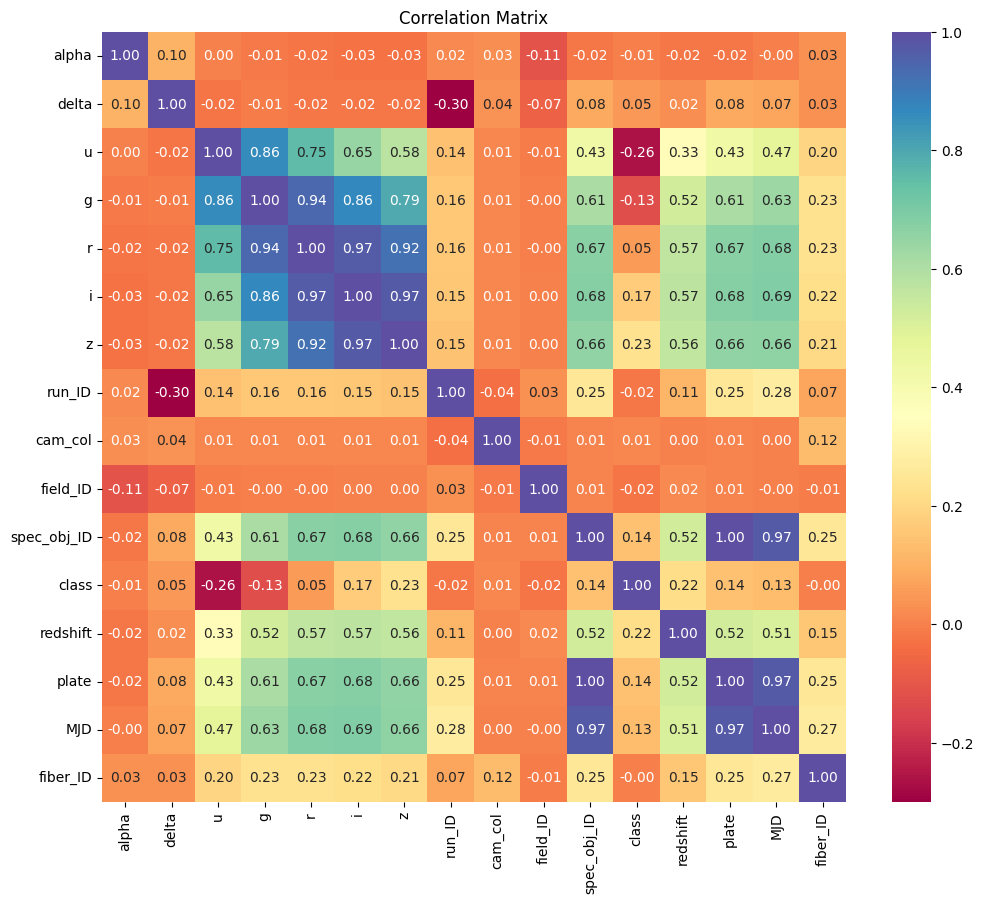 Correlation Matrix
alpha 1.00 0.10 0.00 -0.01 -0.02 -0.03 -0.03 0.02 0.03 -0.11 -0.02 -0.01 -0.02 -0.02 -0.00 0.03
delta 0.10 1.00 -0.02 -0.01 -0.02 -0.02 -0.02 -0.30 0.04 -0.07 0.08 0.05 0.02 0.08 0.07 0.03
u 0.00 -0.02 1.00 0.86 0.75 0.65 0.58 0.14 0.01 -0.01 0.43 -0.26 0.33 0.43 0.47 0.20
g -0.01 -0.01 0.86 1.00 0.94 0.86 0.79 0.16 0.01 -0.00 0.61 -0.13 0.52 0.61 0.63 0.23
r -0.02 -0.02 0.75 0.94 1.00 0.97 0.92 0.16 0.01 -0.00 0.67 0.05 0.57 0.67 0.68 0.23
i -0.03 -0.02 0.65 0.86 0.97 1.00 0.97 0.15 0.01 0.00 0.68 0.17 0.57 0.68 0.69 0.22
z -0.03 -0.02 0.58 0.79 0.92 0.97 1.00 0.15 0.01 0.00 0.66 0.23 0.56 0.66 0.66 0.21
run_ID 0.02 -0.30 0.14 0.16 0.16 0.15 0.15 1.00 -0.04 0.03 0.25 -0.02 0.11 0.25 0.28 0.07
cam_col 0.03 0.04 0.01 0.01 0.01 0.01 0.01 -0.04 1.00 -0.01 0.01 0.01 0.00 0.01 0.00 0.12
field_ID -0.11 -0.07 -0.01 -0.00 -0.00 0.00 0.00 0.03 -0.01 1.00 0.01 -0.02 0.02 0.01 -0.00 -0.01
spec_obj_ID -0.02 0.08 0.43 0.61 0.67 0.68 0.66 0.25 0.01 0.01 1.00 0.14 0.52 1.00 0.97 0.25
class -0.01 0.05 -0.26 -0.13 0.05 0.17 0.23 -0.02 0.01 -0.02 0.14 1.00 0.22 0.14 0.13 -0.00
redshift -0.02 0.02 0.33 0.52 0.57 0.57 0.56 0.11 0.00 0.02 0.52 0.22 1.00 0.52 0.51 0.15
plate -0.02 0.08 0.43 0.61 0.67 0.68 0.66 0.25 0.01 0.01 1.00 0.14 0.52 1.00 0.97 0.25
MJD -0.00 0.07 0.47 0.63 0.68 0.69 0.66 0.28 0.00 -0.00 0.97 0.13 0.51 0.97 1.00 0.27
fiber_ID 0.03 0.03 0.20 0.23 0.23 0.22 0.21 0.07 0.12 -0.01 0.25 -0.00 0.15 0.25 0.27 1.00
alpha delta u g r i z run_ID cam_col field_ID spec_obj_ID class redshift plate MJD fiber_ID
1.0
0.8
0.6
0.4
0.2
0.0
−0.2